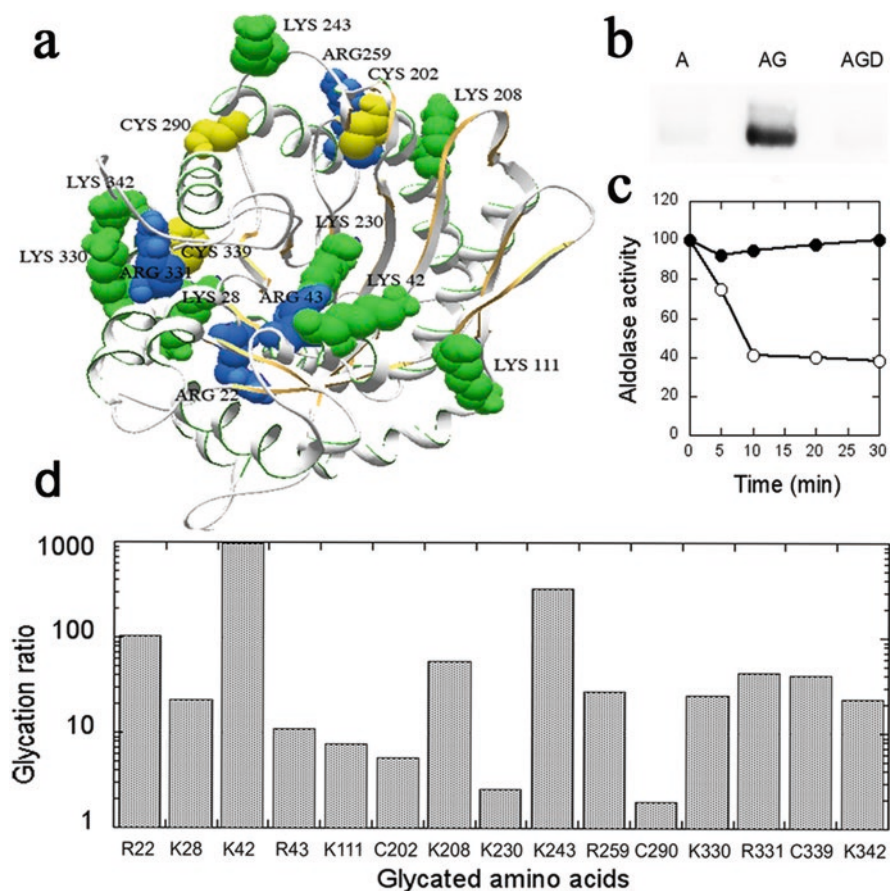 a
LYS 243
ARG259
CYS 202
LYS 208
CYS 290
LYS 342
LYS 230
LYS 330
CYS 339
ARG 331
LYS 42
LYS 28
ARG 43
LYS 111
ARG 22
b
A AG AGD
c
120
100
80
60
40
20
0
Aldolase activity
0 5 10 15 20 25 30
Time (min)
d
1000
100
10
1
Glycation ratio
R22 K28 K42 R43 K111 C202 K208 K230 K243 R259 C290 K330 R331 C339 K342
Glycated amino acids